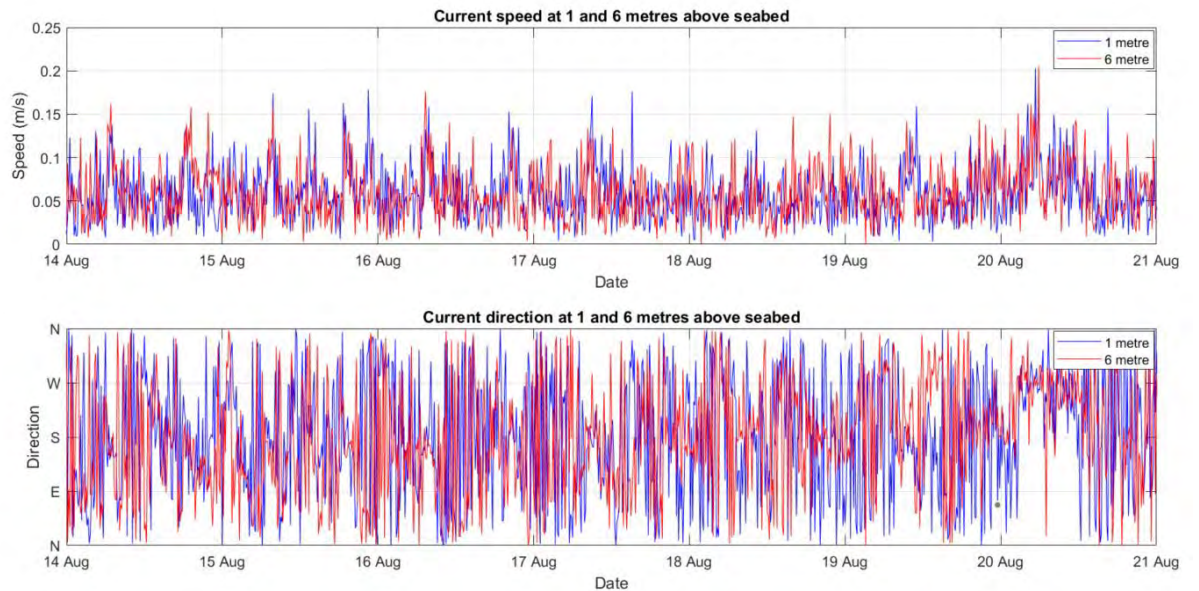 Current speed at 1 and 6 metres above seabed
0.25
0.2
0.15
0.1
0.05
0
Speed (m/s)
1 metre
6 metre
14 Aug 15 Aug 16 Aug 17 Aug 18 Aug 19 Aug 20 Aug 21 Aug
Date
Current direction at 1 and 6 metres above seabed
N
W
S
E
N
Direction
1 metre
6 metre
14 Aug 15 Aug 16 Aug 17 Aug 18 Aug 19 Aug 20 Aug 21 Aug
Date